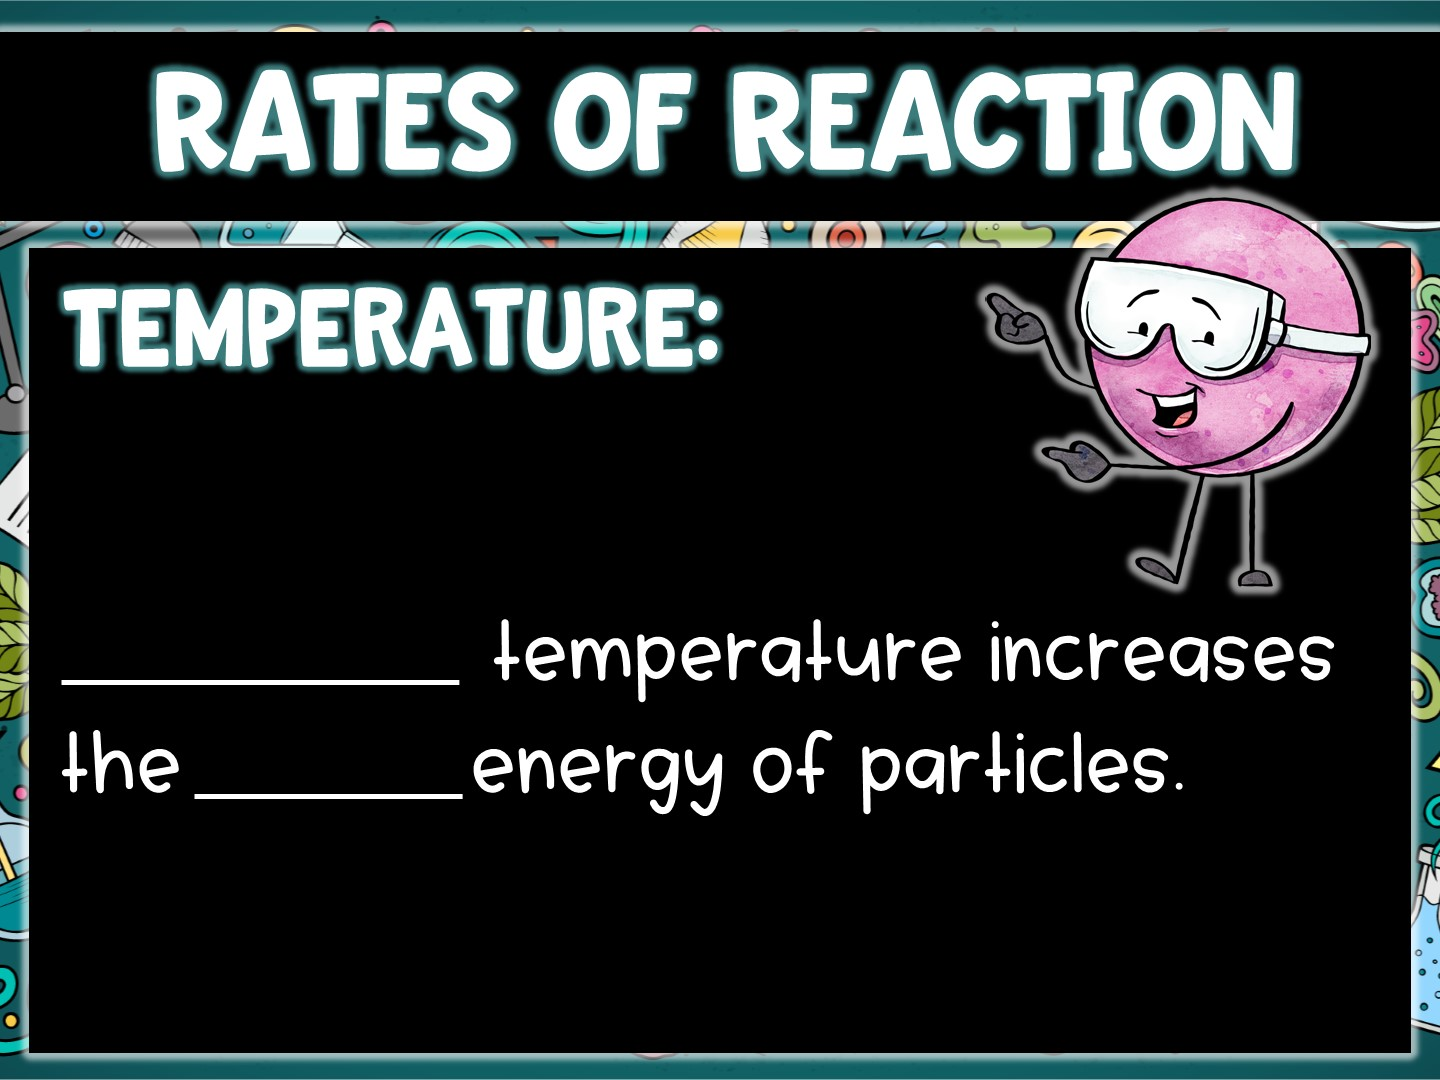 RATES OF REACTION
TEMPERATURE:
__________ temperature increases
the _______ energy of particles.